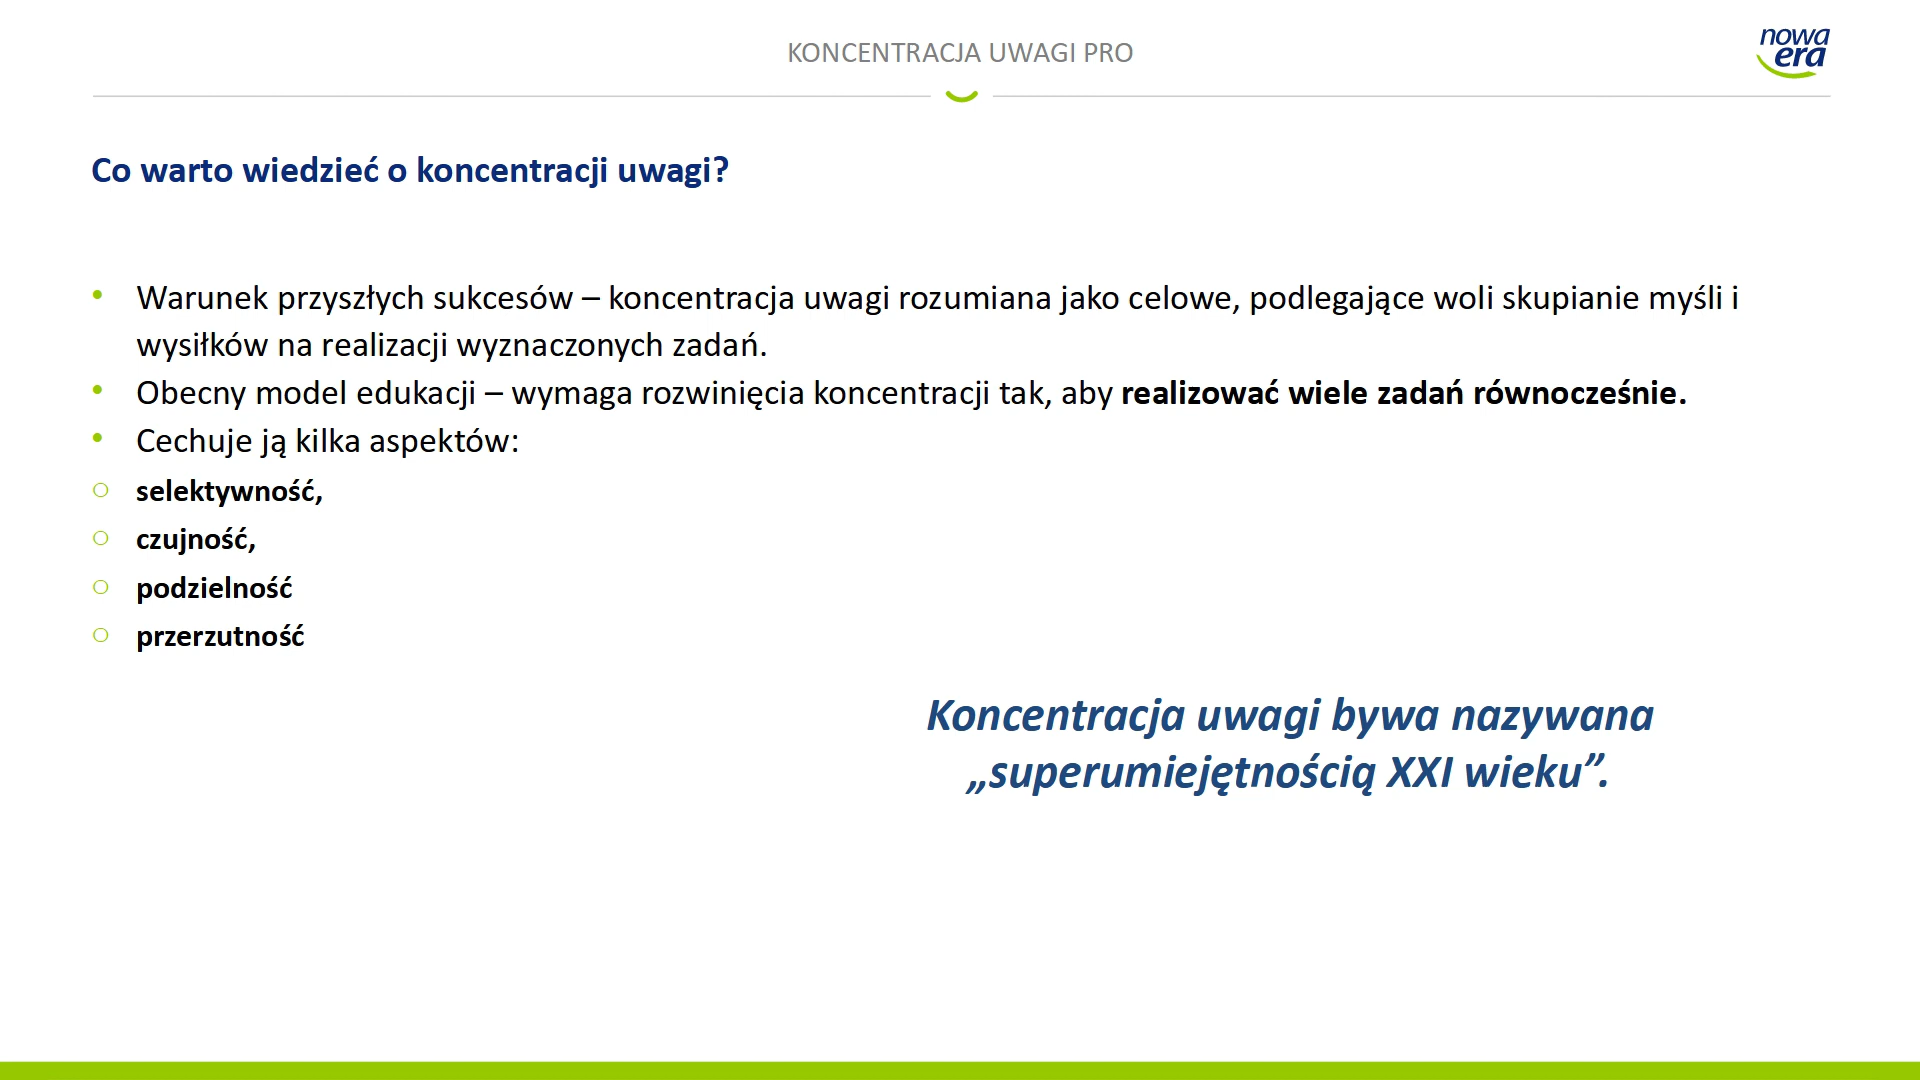 KONCENTRACJA UWAGI PRO
nowa
era
Co warto wiedzieć o koncentracji uwagi?
• Warunek przyszłych sukcesów – koncentracja uwagi rozumiana jako celowe, podlegające woli skupianie myśli i
wysiłków na realizacji wyznaczonych zadań.
• Obecny model edukacji – wymaga rozwinięcia koncentracji tak, aby realizować wiele zadań równocześnie.
• Cechuje ją kilka aspektów:
○ selektywność,
○ czujność,
○ podzielność
○ przerzutność
Koncentracja uwagi bywa nazywana
„superumiejętnością XXI wieku”.